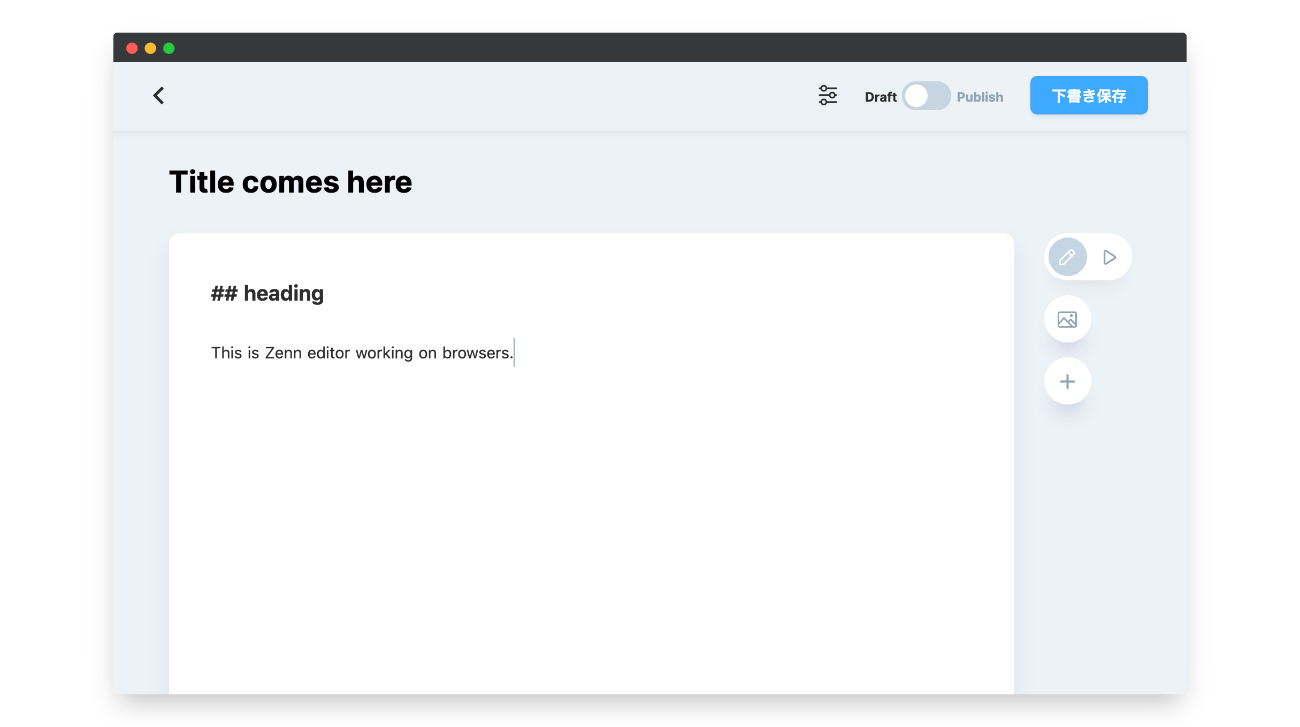 Draft Publish 下書き保存
Title comes here
## heading
This is Zenn editor working on browsers.